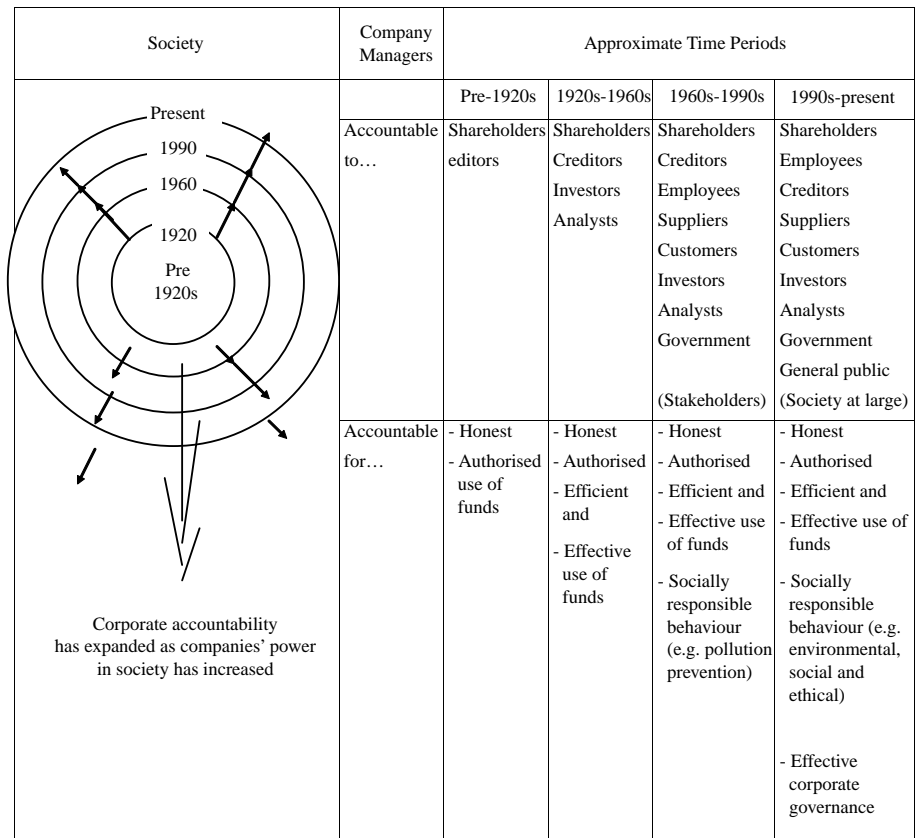 Society
Company
Managers
Approximate Time Periods
Pre-1920s
1920s-1960s
1960s-1990s
1990s-present
Present
1990
1960
1920
Pre
1920s
Corporate accountability
has expanded as companies' power
in society has increased
Accountable
to…
Shareholders
editors
Shareholders
Creditors
Investors
Analysts
Shareholders
Creditors
Employees
Suppliers
Customers
Investors
Analysts
Government
(Stakeholders)
Shareholders
Employees
Creditors
Suppliers
Customers
Investors
Analysts
Government
General public
(Society at large)
Accountable
for…
- Honest
- Authorised
use of
funds
- Honest
- Authorised
- Efficient
and
- Effective
use of
funds
- Honest
- Authorised
- Efficient and
- Effective use
of funds
- Socially
responsible
behaviour
(e.g. pollution
prevention)
- Honest
- Authorised
- Efficient and
- Effective use of
funds
- Socially
responsible
behaviour (e.g.
environmental,
social and
ethical)
- Effective
corporate
governance